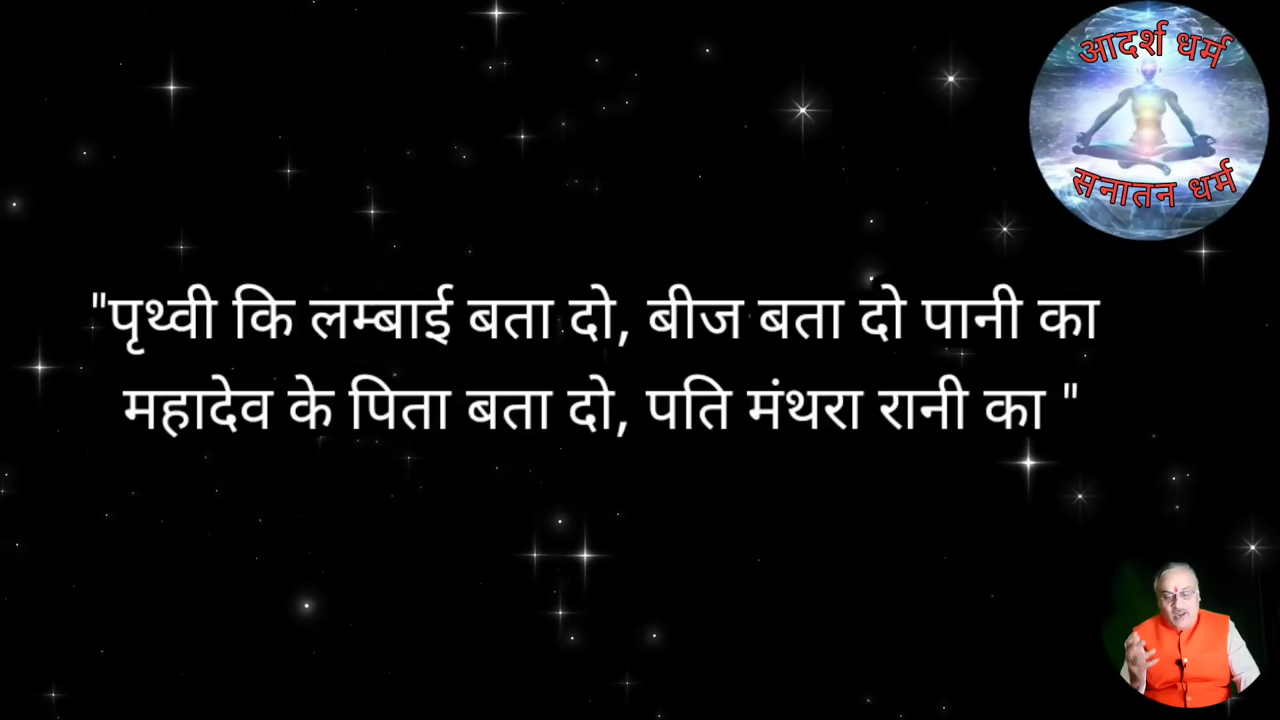 आदर्श धर्म
सनातन धर्म
"पृथ्वी कि लम्बाई बता दो, बीज बता दो पानी का
महादेव के पिता बता दो, पति मंथरा रानी का "